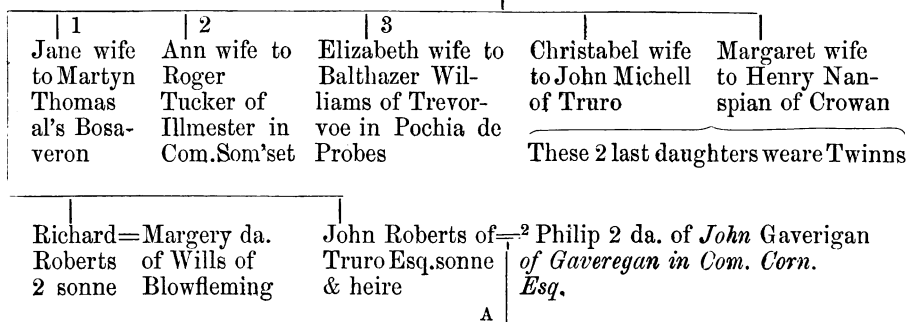 1
Jane wife
to Martyn
Thomas
al's Bosa-
veron
2
Ann wife to
Roger
Tucker of
Illmester in
Com.Som'set
3
Elizabeth wife to
Balthazer Wil-
liams of Trevor-
voe in Pochia de
Probes
Christabel wife
to John Michell
of Truro
Margaret wife
to Henry Nan-
spian of Crowan
These 2 last daughters weare Twinns
Richard=Margery da.
Roberts of Wills of
2 sonne Blowfleming
John Roberts of=2 Philip 2 da. of John Gaverigan
Truro Esq.sonne of Gaveregan in Com. Corn.
& heire Esq.
A